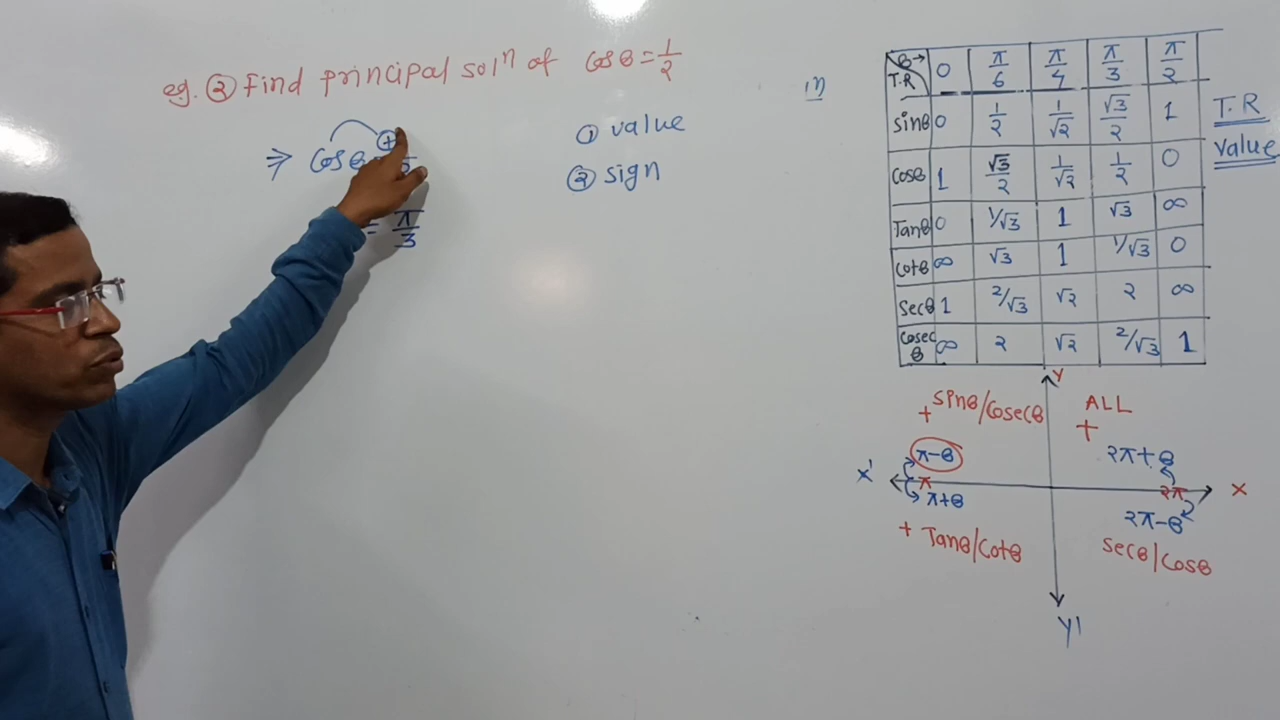 eg. ② Find principal solⁿ of cosθ = 1/2
⇒ cosθ = +
= π/3
① value
② sign
θ→ T.R | 0 | π/6 | π/4 | π/3 | π/2
sinθ | 0 | 1/2 | 1/√2 | √3/2 | 1
cosθ | 1 | √3/2 | 1/√2 | 1/2 | 0
Tanθ | 0 | 1/√3 | 1 | √3 | ∞
cotθ | ∞ | √3 | 1 | 1/√3 | 0
secθ | 1 | 2/√3 | √2 | 2 | ∞
cosec θ | ∞ | 2 | √2 | 2/√3 | 1
T.R
value
Y
+ sinθ/cosecθ
ALL
+
π-θ
2π+θ
X'
π
2π
X
π+θ
2π-θ
+ Tanθ/cotθ
secθ/cosθ
Y'